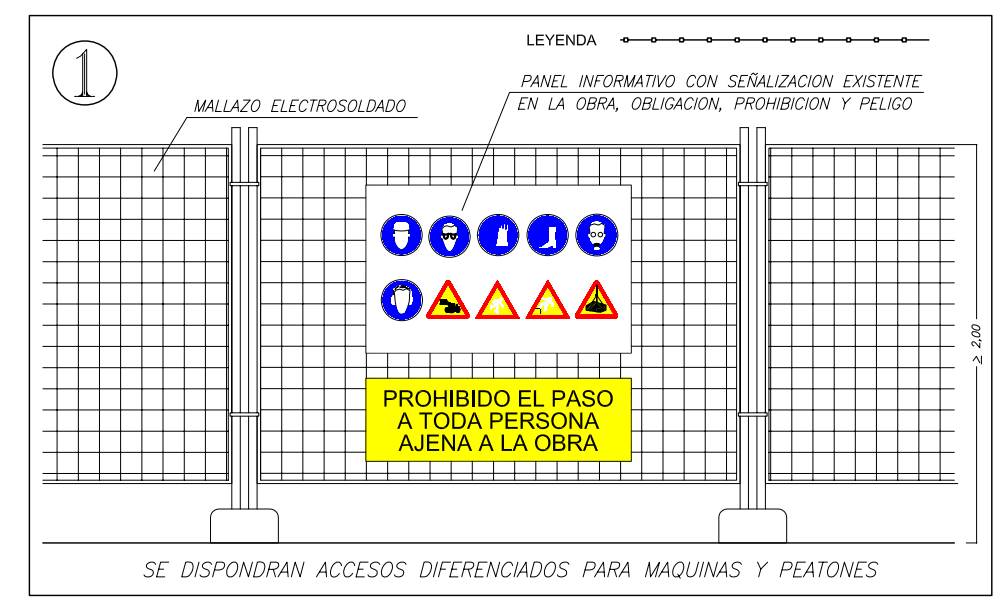 1
LEYENDA
PANEL INFORMATIVO CON SEÑALIZACION EXISTENTE
EN LA OBRA, OBLIGACION, PROHIBICION Y PELIGO
MALLAZO ELECTROSOLDADO
≥ 2,00
PROHIBIDO EL PASO
A TODA PERSONA
AJENA A LA OBRA
SE DISPONDRAN ACCESOS DIFERENCIADOS PARA MAQUINAS Y PEATONES